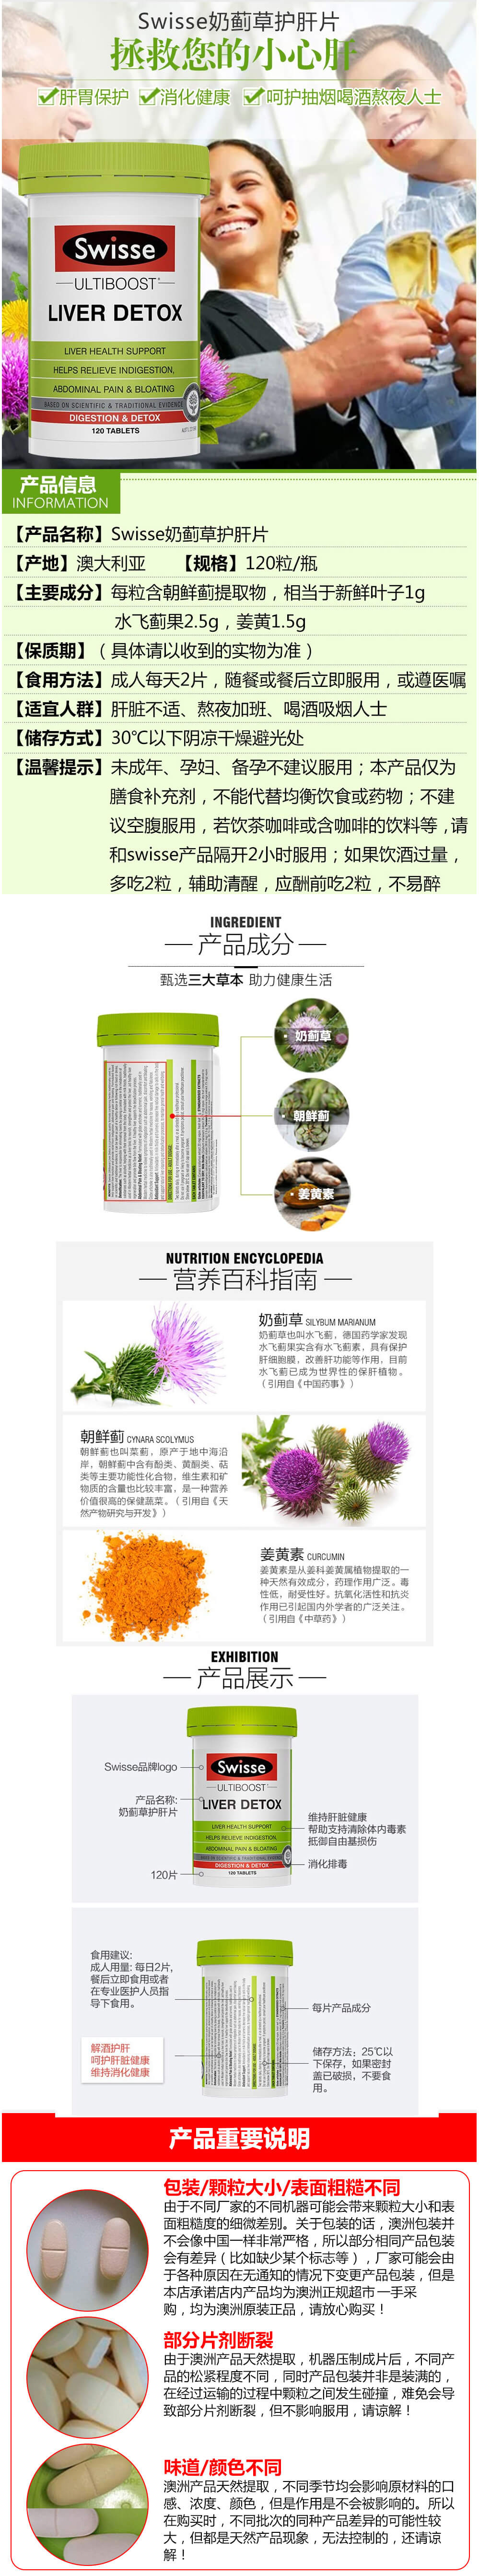 Swisse奶蓟草护肝片
拯救您的小心肝
肝胆保护 消化健康 呵护抽烟喝酒熬夜人士
Swisse
ULTIBOOST
LIVER DETOX
LIVER HEALTH SUPPORT
HELPS RELIEVE INDIGESTION,
ABDOMINAL PAIN & BLOATING
BASED ON SCIENTIFIC & TRADITIONAL EVIDENCE
DIGESTION & DETOX
120 TABLETS
产品信息
INFORMATION
【产品名称】Swisse奶蓟草护肝片
【产地】澳大利亚 【规格】120粒/瓶
【主要成分】每粒含朝鲜蓟提取物，相当于新鲜叶子1g
水飞蓟果2.5g，姜黄1.5g
【保质期】（具体请以收到的实物为准）
【食用方法】成人每天2片，随餐或餐后立即服用，或遵医嘱
【适宜人群】肝脏不适、熬夜加班、喝酒吸烟人士
【储存方式】30℃以下阴凉干燥避光处
【温馨提示】未成年、孕妇、备孕不建议服用；本产品仅为
膳食补充剂，不能代替均衡饮食或药物；不建
议空腹服用，若饮茶咖啡或含咖啡的饮料等，请
和swisse产品隔开2小时服用；如果饮酒过量，
多吃2粒，辅助清醒，应酬前吃2粒，不易醉
INGREDIENT
产品成分
甄选三大草本 助力健康生活
奶蓟草
朝鲜蓟
姜黄素
NUTRITION ENCYCLOPEDIA
营养百科指南
奶蓟草 SILYBUM MARIANUM
奶蓟草也叫水飞蓟，德国药学家发现
水飞蓟果实含有水飞蓟素，具有保护
肝细胞膜，改善肝功能等作用，目前
水飞蓟已成为世界性的保肝植物。
（引用自《中国药事》）
朝鲜蓟 CYNARA SCOLYMUS
朝鲜蓟也叫菜蓟，原产于地中海沿
岸，朝鲜蓟中含有酚类、黄酮类、萜
类等主要功能性化合物，维生素和矿
物质的含量也比较丰富，是一种营养
价值很高的保健蔬菜。（引用自《天
然产物研究与开发》）
姜黄素 CURCUMIN
姜黄素是从姜科姜黄属植物提取的一
种天然有效成分，药理作用广泛。毒
性低，耐受性好。抗氧化活性和抗炎
作用已引起国内外学者的广泛关注。
（引用自《中草药》）
EXHIBITION
产品展示
Swisse品牌logo
产品名称:
奶蓟草护肝片
120片
Swisse
ULTIBOOST
LIVER DETOX
LIVER HEALTH SUPPORT
HELPS RELIEVE INDIGESTION,
ABDOMINAL PAIN & BLOATING
BASED ON SCIENTIFIC & TRADITIONAL EVIDENCE
DIGESTION & DETOX
120 TABLETS
维持肝脏健康
帮助支持清除体内毒素
抵御自由基损伤
消化排毒
食用建议:
成人用量: 每日2片,
餐后立即食用或者
在专业医护人员指
导下食用。
解酒护肝
呵护肝脏健康
维持消化健康
每片产品成分
储存方法：25℃以
下保存，如果密封
盖已破损，不要食
用。
产品重要说明
包装/颗粒大小/表面粗糙不同
由于不同厂家的不同机器可能会带来颗粒大小和表
面粗糙度的细微差别。关于包装的话，澳洲包装并
不会像中国一样非常严格，所以部分相同产品包装
会有差异（比如缺少某个标志等），厂家可能会由
于各种原因在无通知的情况下变更产品包装，但是
本店承诺店内产品均为澳洲正规超市一手采
购，均为澳洲原装正品，请放心购买！
部分片剂断裂
由于澳洲产品天然提取，机器压制成片后，不同产
品的松紧程度不同，同时产品包装并非是装满的，
在经过运输的过程中颗粒之间发生碰撞，难免会导
致部分片剂断裂，但不影响服用，请谅解！
味道/颜色不同
澳洲产品天然提取，不同季节均会影响原材料的口
感、浓度、颜色，但是作用是不会被影响的。所以
在购买时，不同批次的同种产品差异的可能性较
大，但都是天然产品现象，无法控制的，还请谅
解！